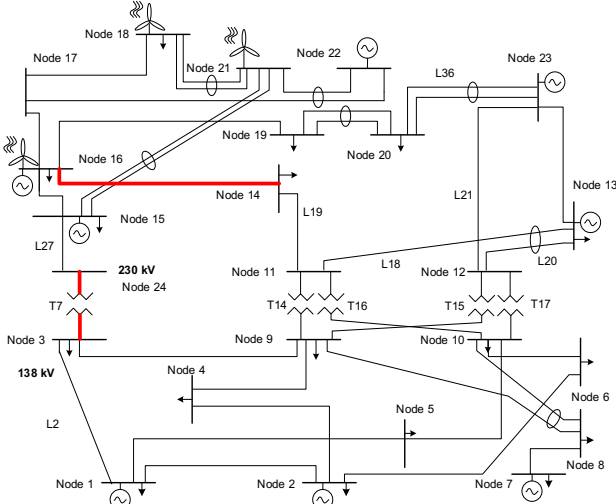 Node 18
Node 22
Node 17
Node 21
Node 23
L36
Node 19
Node 20
Node 16
Node 13
Node 14
L21
Node 15
L19
L27
L20
L18
230 kV
Node 11
Node 12
Node 24
T7
T14
T16
T15
T17
Node 3
Node 9
Node 10
138 kV
Node 4
Node 6
Node 5
L2
Node 8
Node 1
Node 2
Node 7